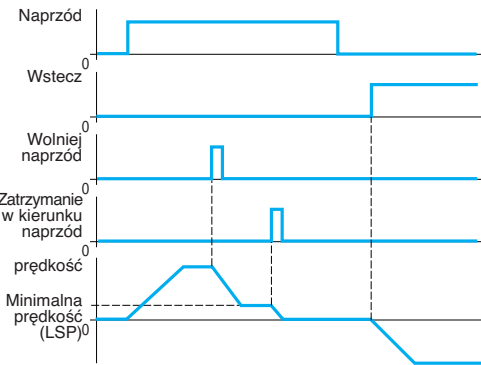 Naprzód
0
Wstecz
0
Wolniej
naprzód
0
Zatrzymanie
w kierunku
naprzód
0
prędkość
Minimalna
prędkość
(LSP)0